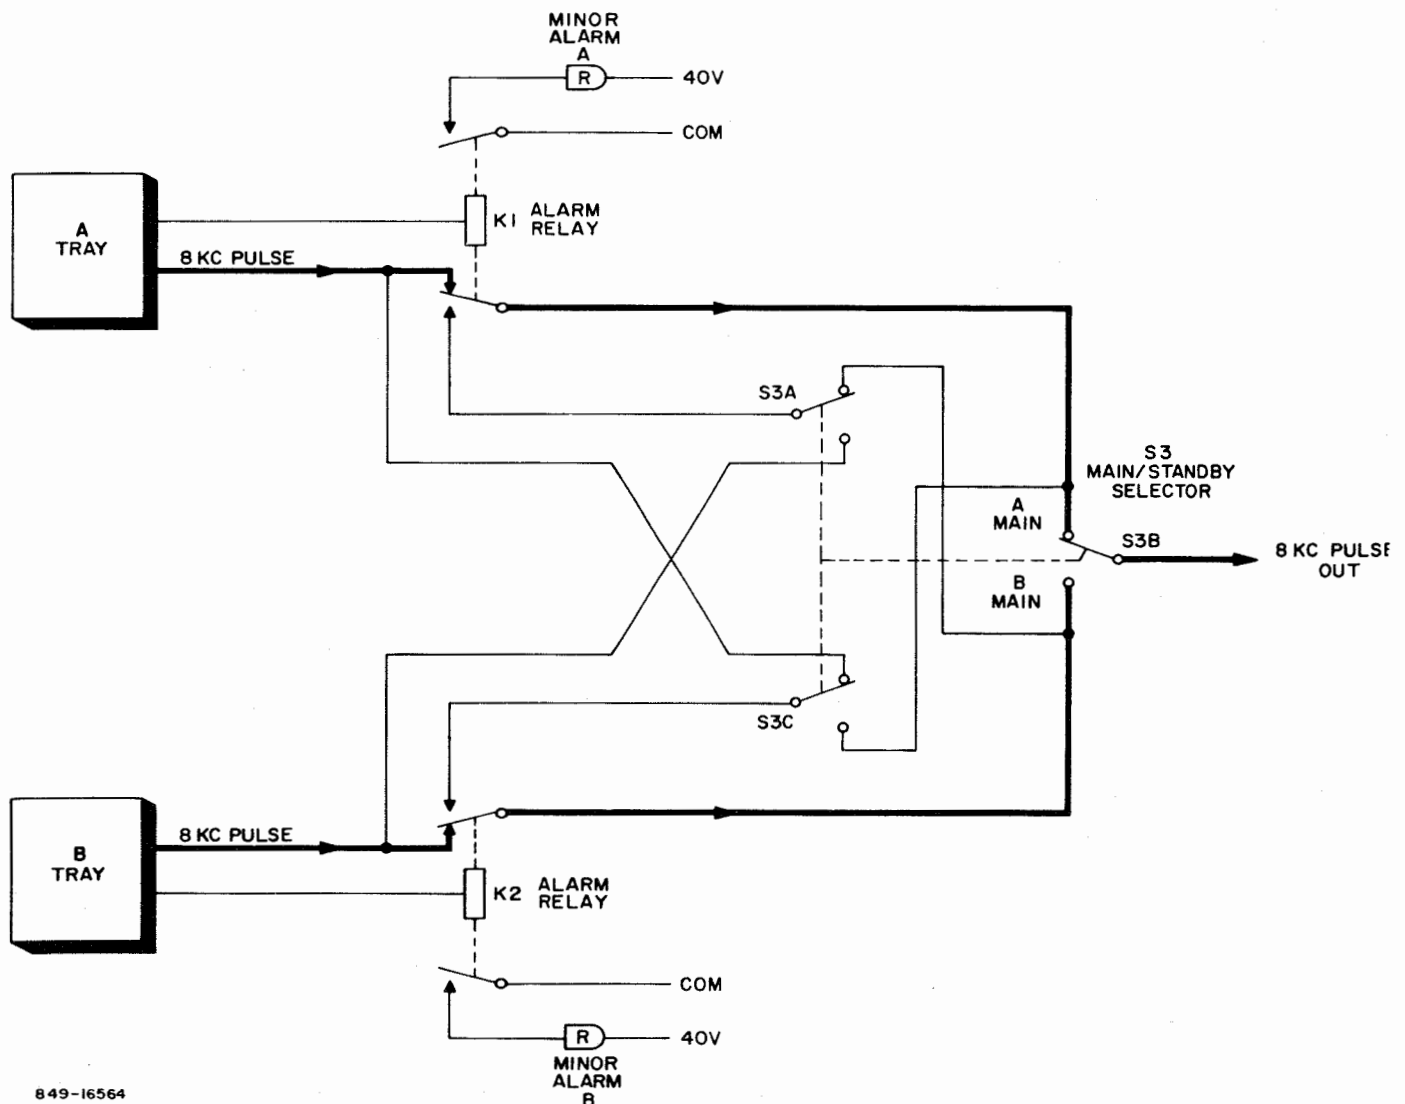 MINOR
ALARM
A
R
40V
COM
A
TRAY
K1
ALARM
RELAY
8 KC PULSE
S3A
S3
MAIN/STANDBY
SELECTOR
A
MAIN
S3B
8 KC PULSE
OUT
B
MAIN
S3C
8 KC PULSE
B
TRAY
K2
ALARM
RELAY
COM
R
40V
MINOR
ALARM
B
849-16564